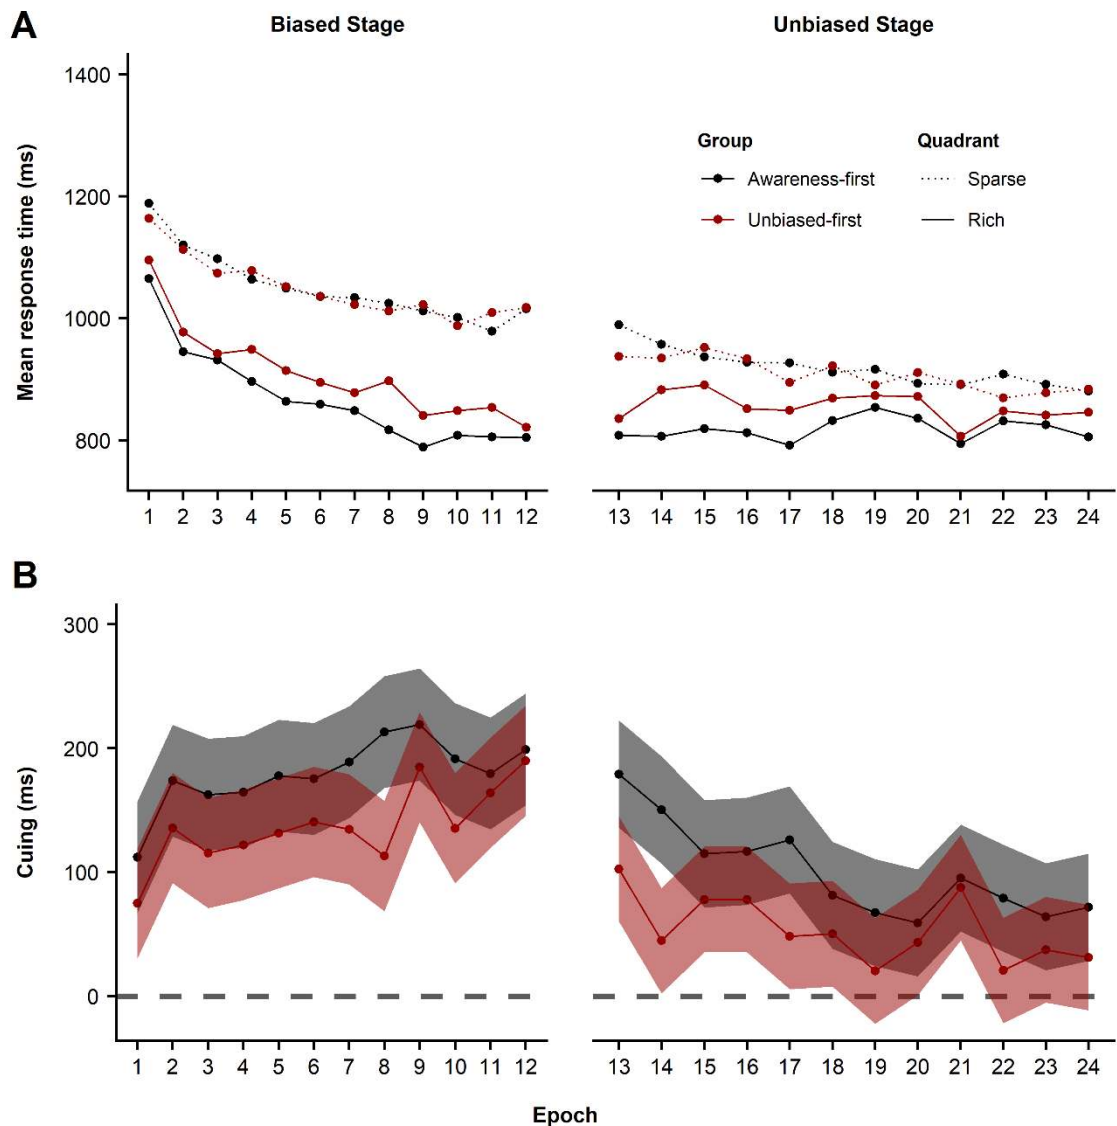 A
Biased Stage
Unbiased Stage
Mean response time (ms)
1400
1200
1000
800
Group
Quadrant
Awareness-first
Sparse
Unbiased-first
Rich
1 2 3 4 5 6 7 8 9 10 11 12
13 14 15 16 17 18 19 20 21 22 23 24
B
Cuing (ms)
300
200
100
0
1 2 3 4 5 6 7 8 9 10 11 12
13 14 15 16 17 18 19 20 21 22 23 24
Epoch